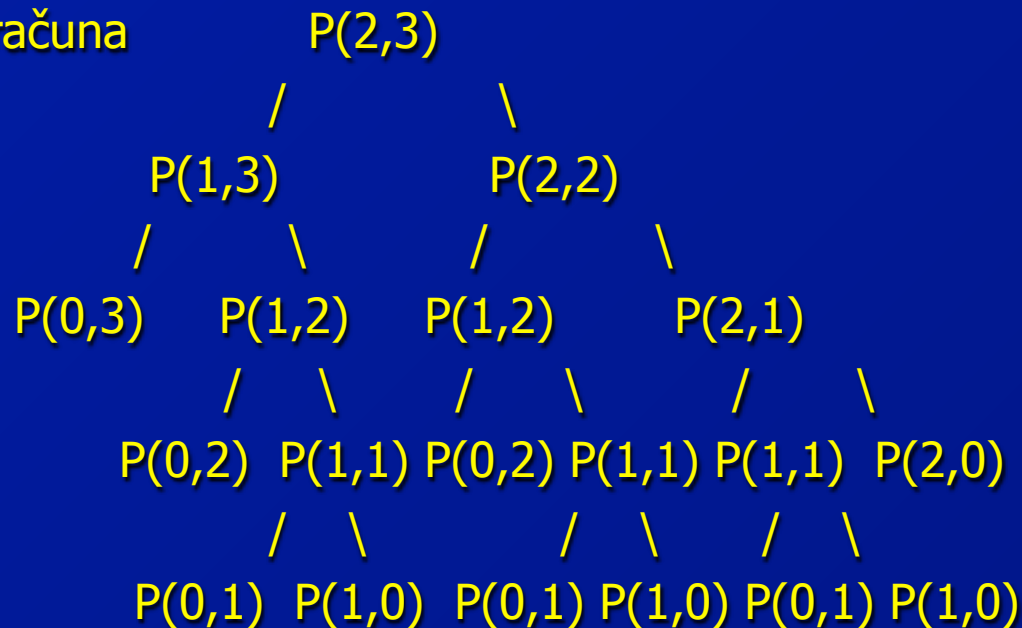 računa P(2,3)
/ \
P(1,3) P(2,2)
/ \ / \
P(0,3) P(1,2) P(1,2) P(2,1)
/ \ / \ / \
P(0,2) P(1,1) P(0,2) P(1,1) P(1,1) P(2,0)
/ \ / \ / \
P(0,1) P(1,0) P(0,1) P(1,0) P(0,1) P(1,0)